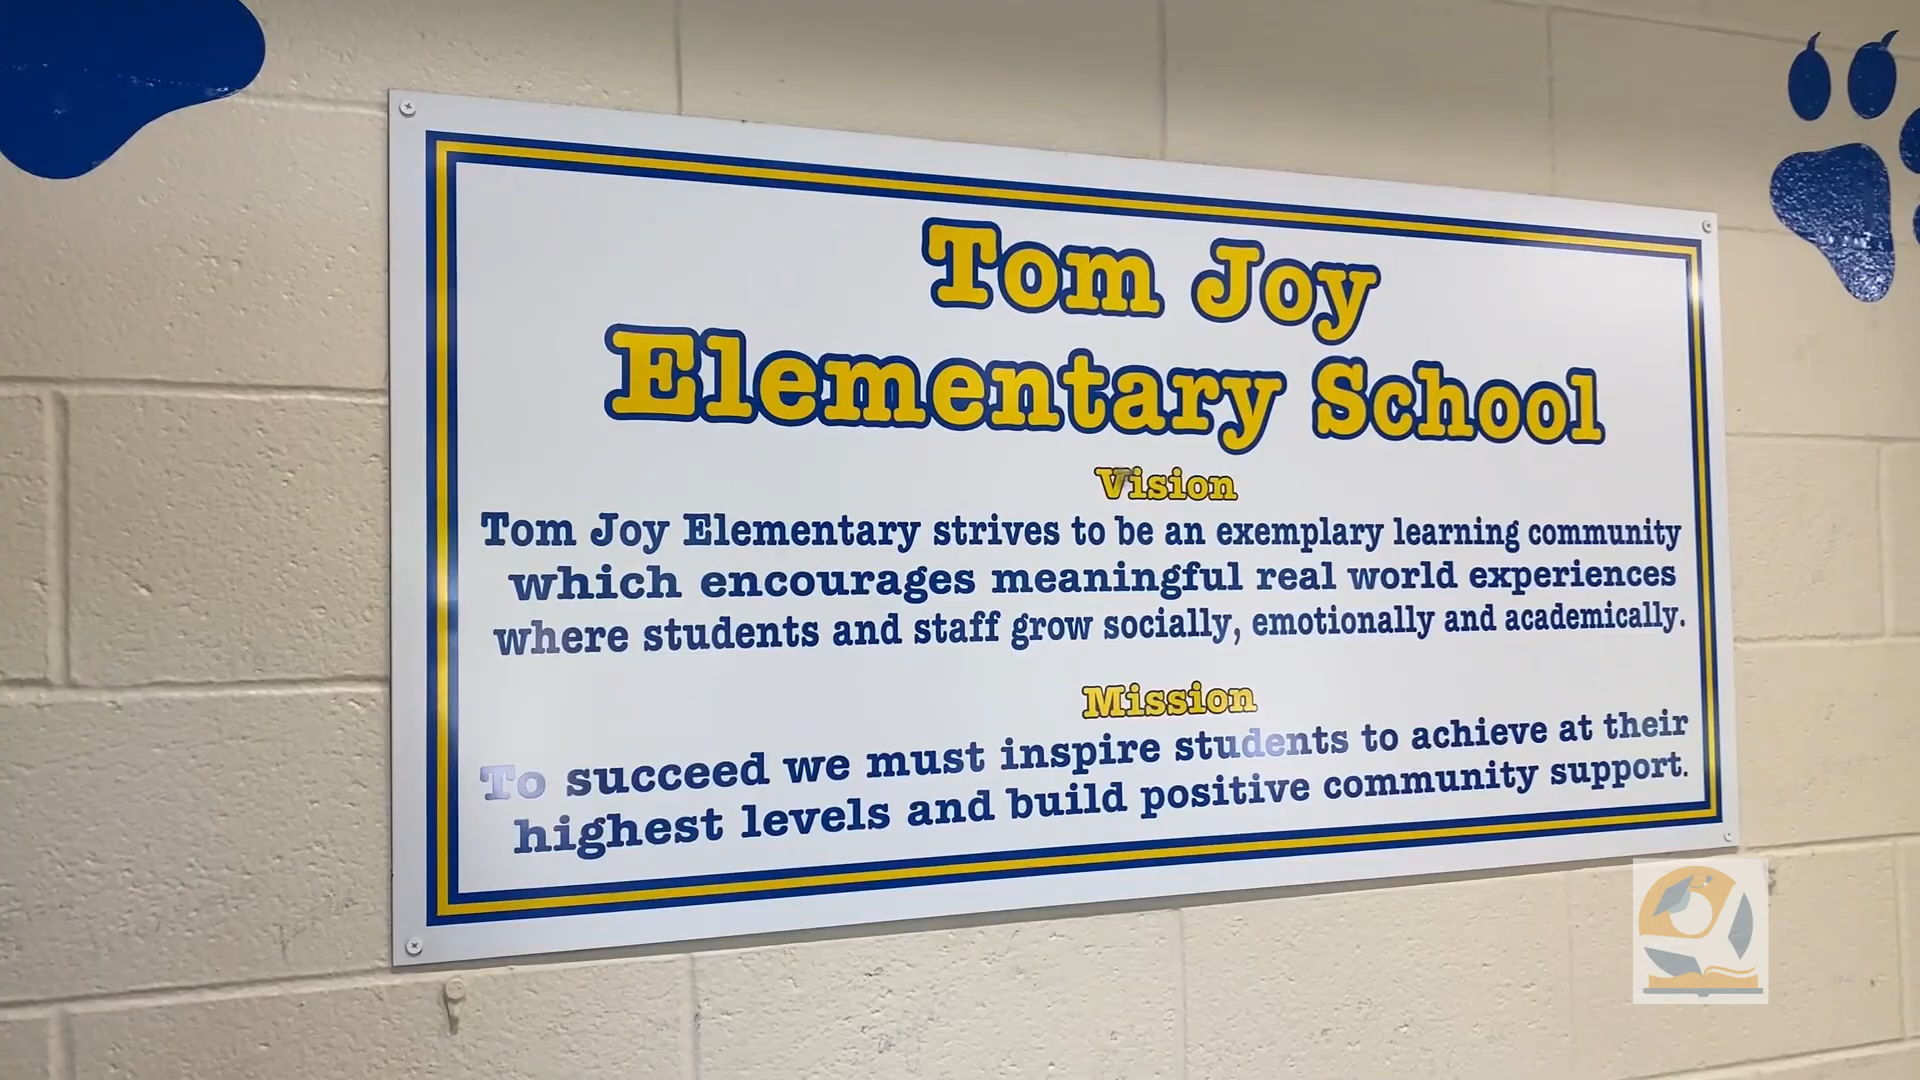 Tom Joy
Elementary School
Vision
Tom Joy Elementary strives to be an exemplary learning community
which encourages meaningful real world experiences
where students and staff grow socially, emotionally and academically.
Mission
To succeed we must inspire students to achieve at their
highest levels and build positive community support.